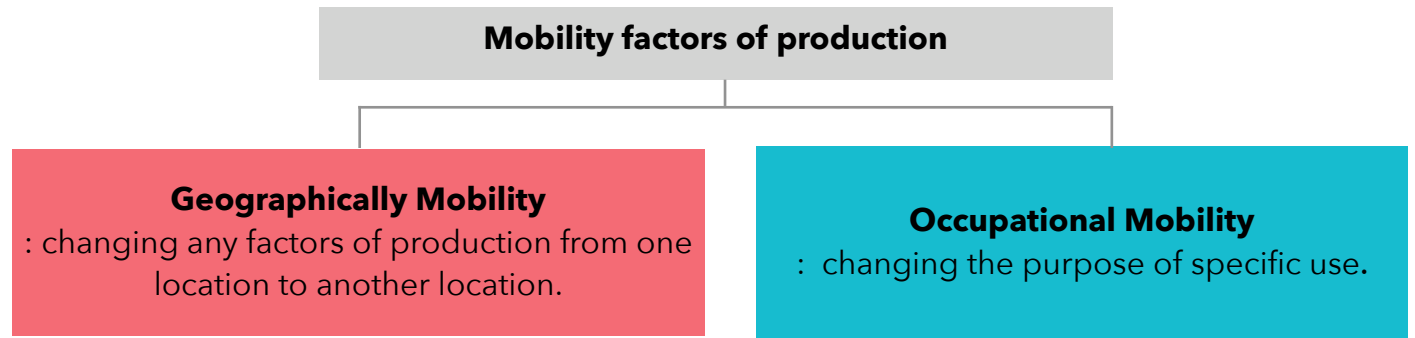 Mobility factors of production
Geographically Mobility
: changing any factors of production from one
location to another location.
Occupational Mobility
: changing the purpose of specific use.